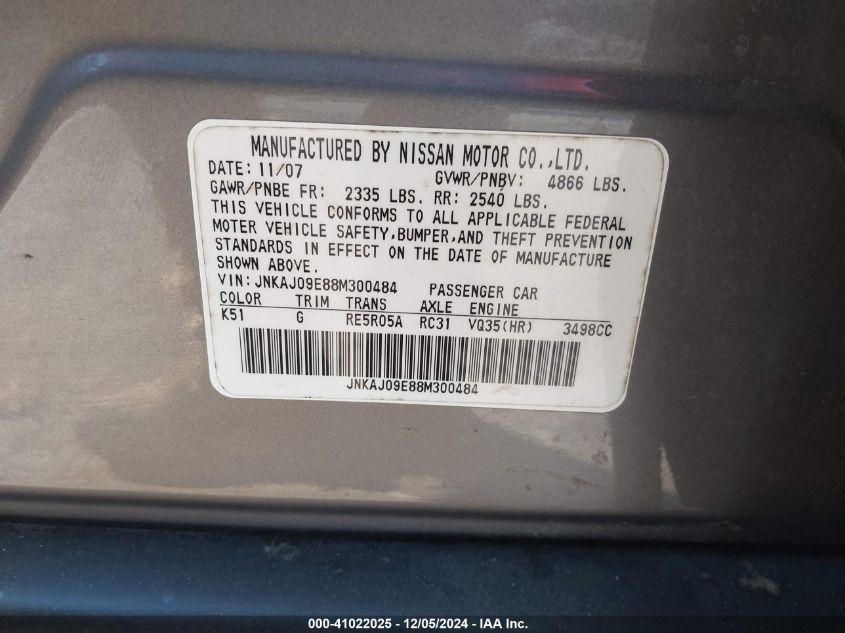 MANUFACTURED BY NISSAN MOTOR CO.,LTD.
DATE: 11/07 GVWR/PNBV: 4866 LBS.
GAWR/PNBE FR: 2335 LBS. RR: 2540 LBS.
THIS VEHICLE CONFORMS TO ALL APPLICABLE FEDERAL
MOTOR VEHICLE SAFETY,BUMPER,AND THEFT PREVENTION
STANDARDS IN EFFECT ON THE DATE OF MANUFACTURE
SHOWN ABOVE.
VIN: JNKAJ09E88M300484 PASSENGER CAR
COLOR TRIM TRANS AXLE ENGINE
K51 G RE5R05A RC31 VQ35(HR) 3498CC
JNKAJ09E88M300484
000-41022025 - 12/05/2024 - IAA Inc.